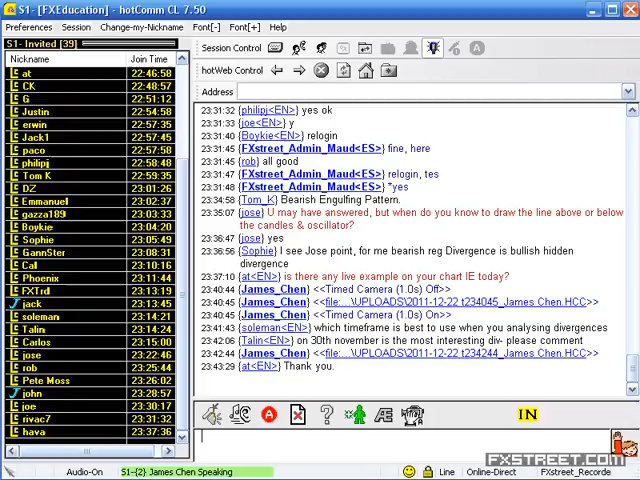 S1- [FXEducation] - hotComm CL 7.50
Preferences Session Change-my-Nickname Font[-] Font[+] Help
S1- Invited [39]
Nickname Join Time
at 22:46:58
CK 22:48:57
G 22:51:12
Justin 22:54:58
erwin 22:57:35
Jack1 22:57:45
paco 22:58:38
philipj 22:58:48
Tom K 22:59:35
DZ 23:01:26
Emmanuel 23:02:37
gazza189 23:03:33
Boykie 23:04:20
Sophie 23:05:49
GannSter 23:08:31
Cal 23:10:36
Phoenix 23:11:44
FXTrd 23:13:19
jack 23:13:45
soleman 23:14:21
Talin 23:14:24
Carlos 23:15:00
jose 23:22:46
rob 23:25:44
Pete Moss 23:26:02
john 23:28:57
joe 23:30:17
rivac7 23:31:32
hava 23:37:36
Session Control
A
hotWeb Control
Address
23:31:32 {philipj<EN>} yes ok
23:31:33 {joe<EN>} y
23:31:40 {Boykie<EN>} relogin
23:31:45 {FXstreet_Admin_Maud<ES>} fine, here
23:31:45 {rob} all good
23:31:45 {FXstreet_Admin_Maud<ES>} relogin, tes
23:31:48 {FXstreet_Admin_Maud<ES>} *yes
23:34:58 {Tom_K} Bearish Engulfing Pattern.
23:35:07 {jose} U may have answered, but when do you know to draw the line above or below
the candles & oscillator?
23:36:47 {jose} yes
23:36:56 {Sophie} I see Jose point, for me bearish reg Divergence is bullish hidden
divergence
23:37:10 {at<EN>} is there any live example on your chart IE today?
23:40:44 {James_Chen} <<Timed Camera (1.0s) Off>>
23:40:45 {James_Chen} <<file:...\UPLOADS\2011-12-22 t234045_James Chen.HCC>>
23:40:45 {James_Chen} <<Timed Camera (1.0s) On>>
23:41:43 {soleman<EN>} which timeframe is best to use when you analysing divergences
23:42:06 {Talin<EN>} on 30th november is the most interesting div- please comment
23:42:44 {James_Chen} <<file:...\UPLOADS\2011-12-22 t234244_James Chen.HCC>>
23:43:29 {at<EN>} Thank you.
A ? Æ IN
FXSTREET.COM
Audio-On S1-{2} James Chen Speaking Line Online-Direct FXstreet_Recorde